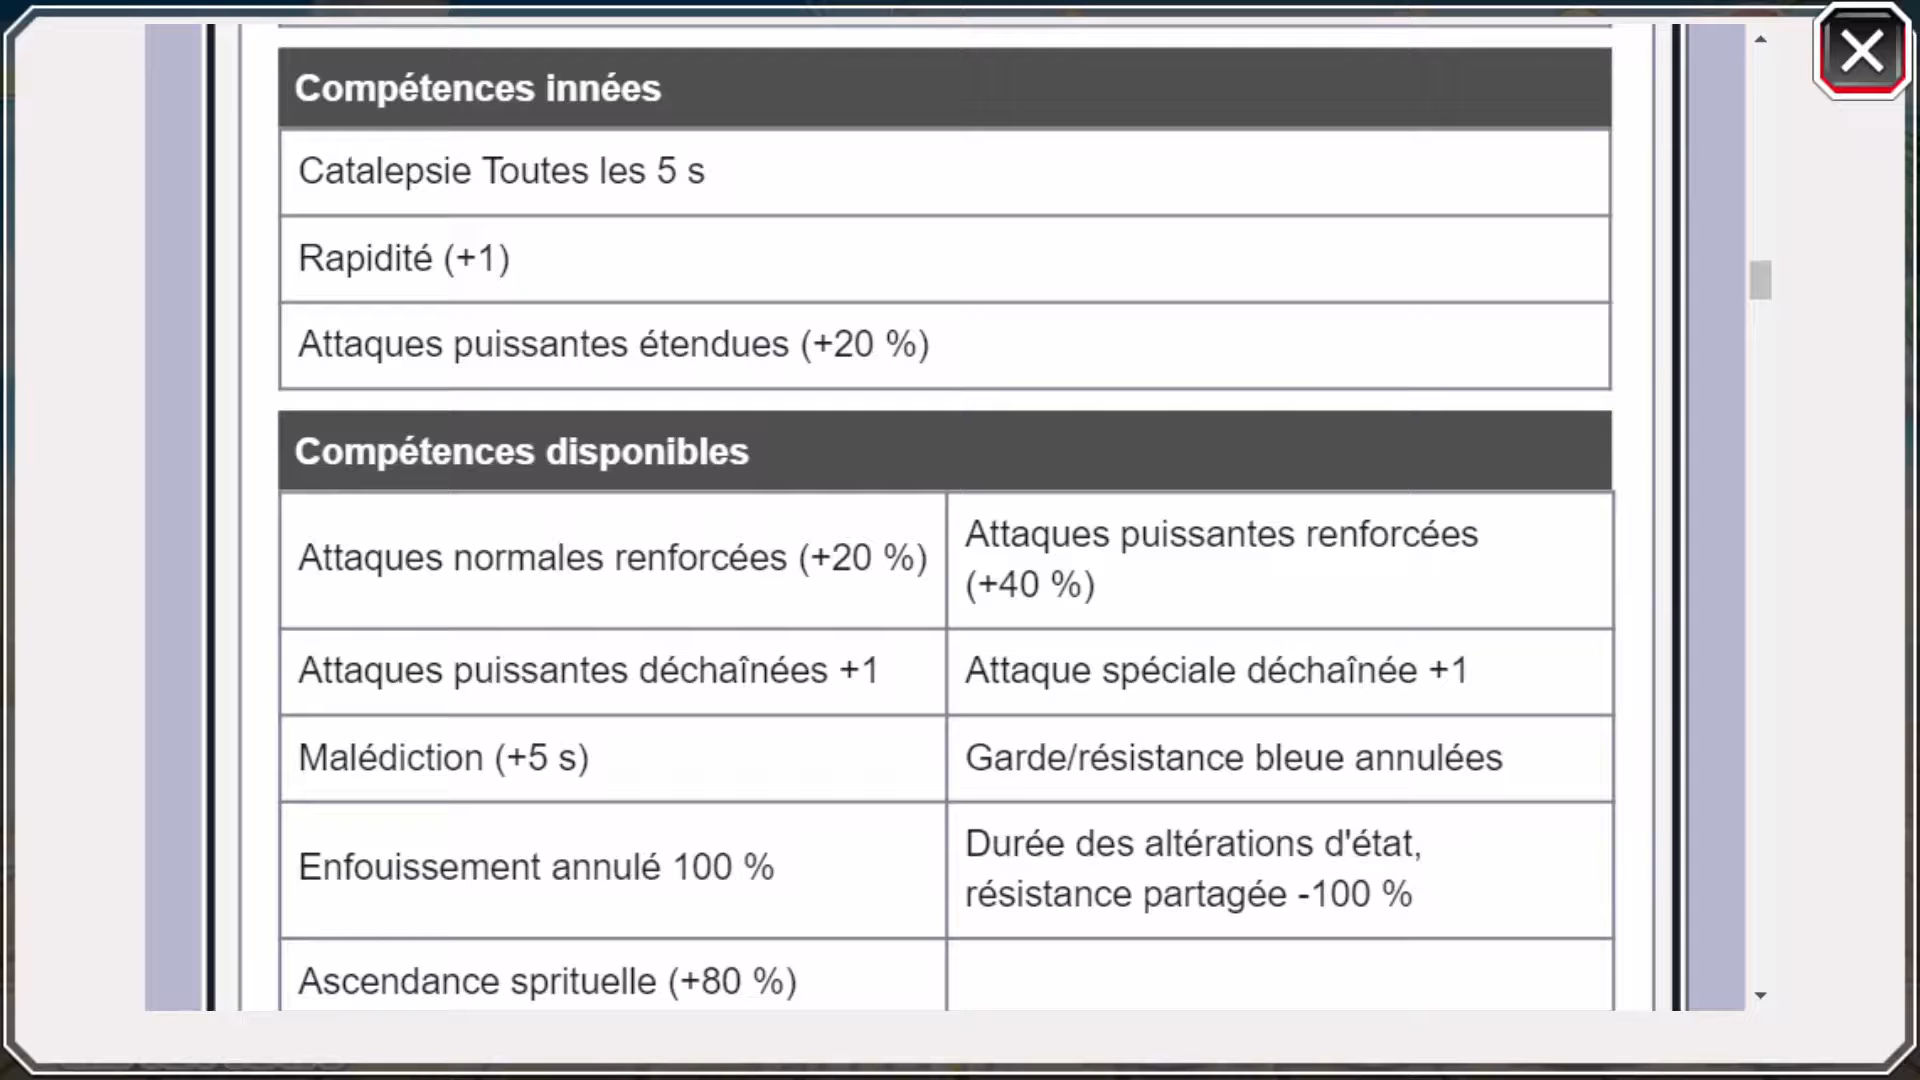 Compétences innées
Catalepsie Toutes les 5 s
Rapidité (+1)
Attaques puissantes étendues (+20 %)
Compétences disponibles
Attaques normales renforcées (+20 %)
Attaques puissantes renforcées
(+40 %)
Attaques puissantes déchaînées +1
Attaque spéciale déchaînée +1
Malédiction (+5 s)
Garde/résistance bleue annulées
Enfouissement annulé 100 %
Durée des altérations d'état,
résistance partagée -100 %
Ascendance sprituelle (+80 %)